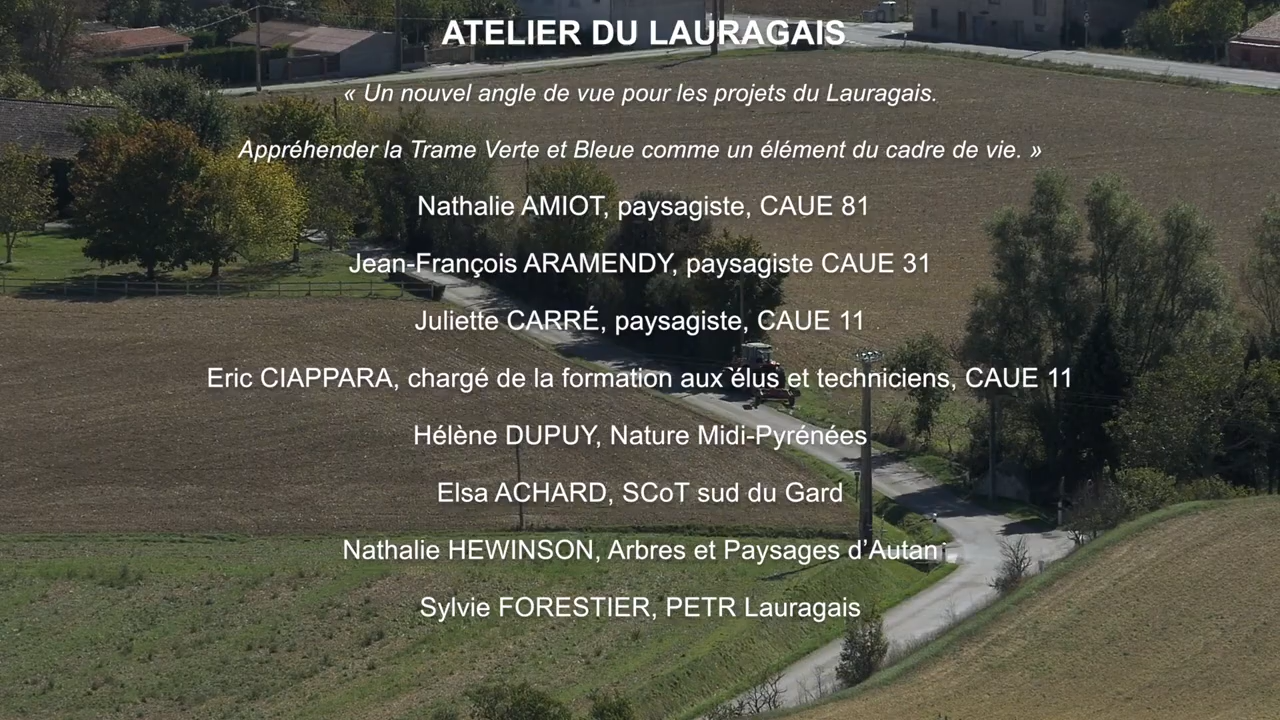 ATELIER DU LAURAGAIS
« Un nouvel angle de vue pour les projets du Lauragais.
Appréhender la Trame Verte et Bleue comme un élément du cadre de vie. »
Nathalie AMIOT, paysagiste, CAUE 81
Jean-François ARAMENDY, paysagiste CAUE 31
Juliette CARRÉ, paysagiste, CAUE 11
Eric CIAPPARA, chargé de la formation aux élus et techniciens, CAUE 11
Hélène DUPUY, Nature Midi-Pyrénées
Elsa ACHARD, SCoT sud du Gard
Nathalie HEWINSON, Arbres et Paysages d’Autan
Sylvie FORESTIER, PETR Lauragais